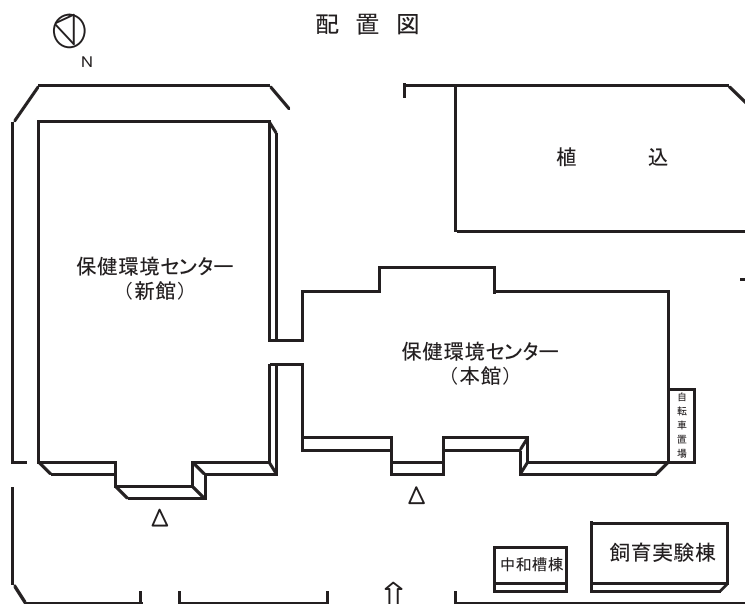 配置図
N
植込
保健環境センター
(新館)
保健環境センター
(本館)
自転車置場
中和槽棟
飼育実験棟